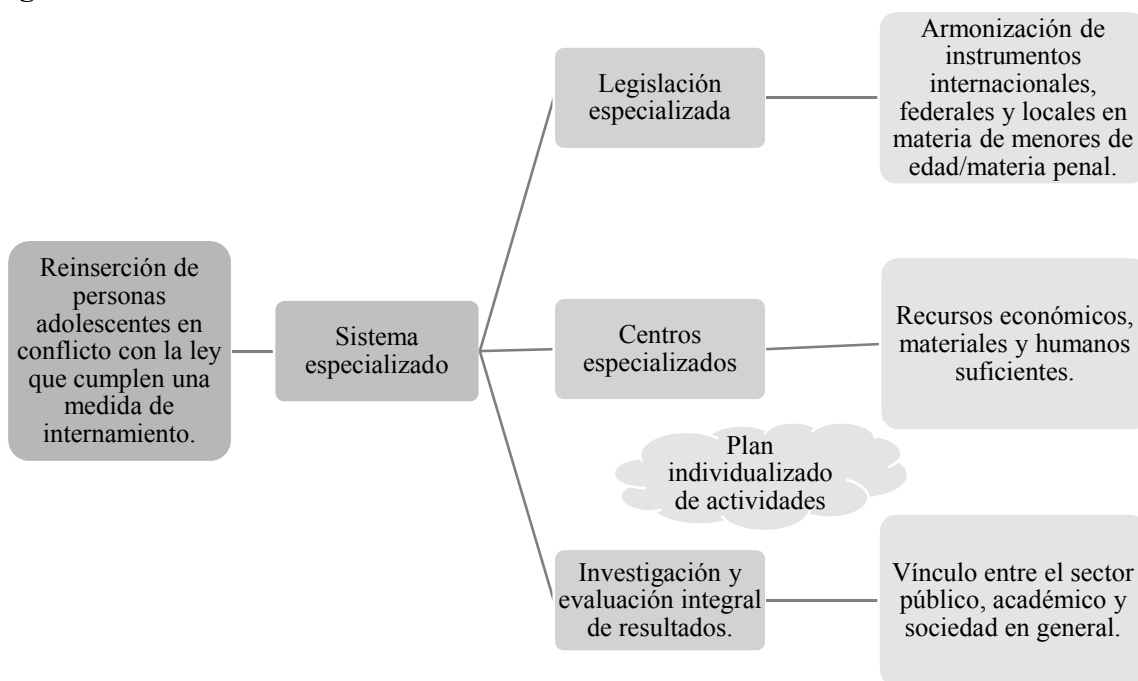 Reinserción de
personas
adolescentes en
conflicto con la ley
que cumplen una
medida de
internamiento.
Sistema
especializado
Legislación
especializada
Armonización de
instrumentos
internacionales,
federales y locales en
materia de menores de
edad/materia penal.
Centros
especializados
Recursos económicos,
materiales y humanos
suficientes.
Plan
individualizado
de actividades
Investigación y
evaluación integral
de resultados.
Vínculo entre el sector
público, académico y
sociedad en general.